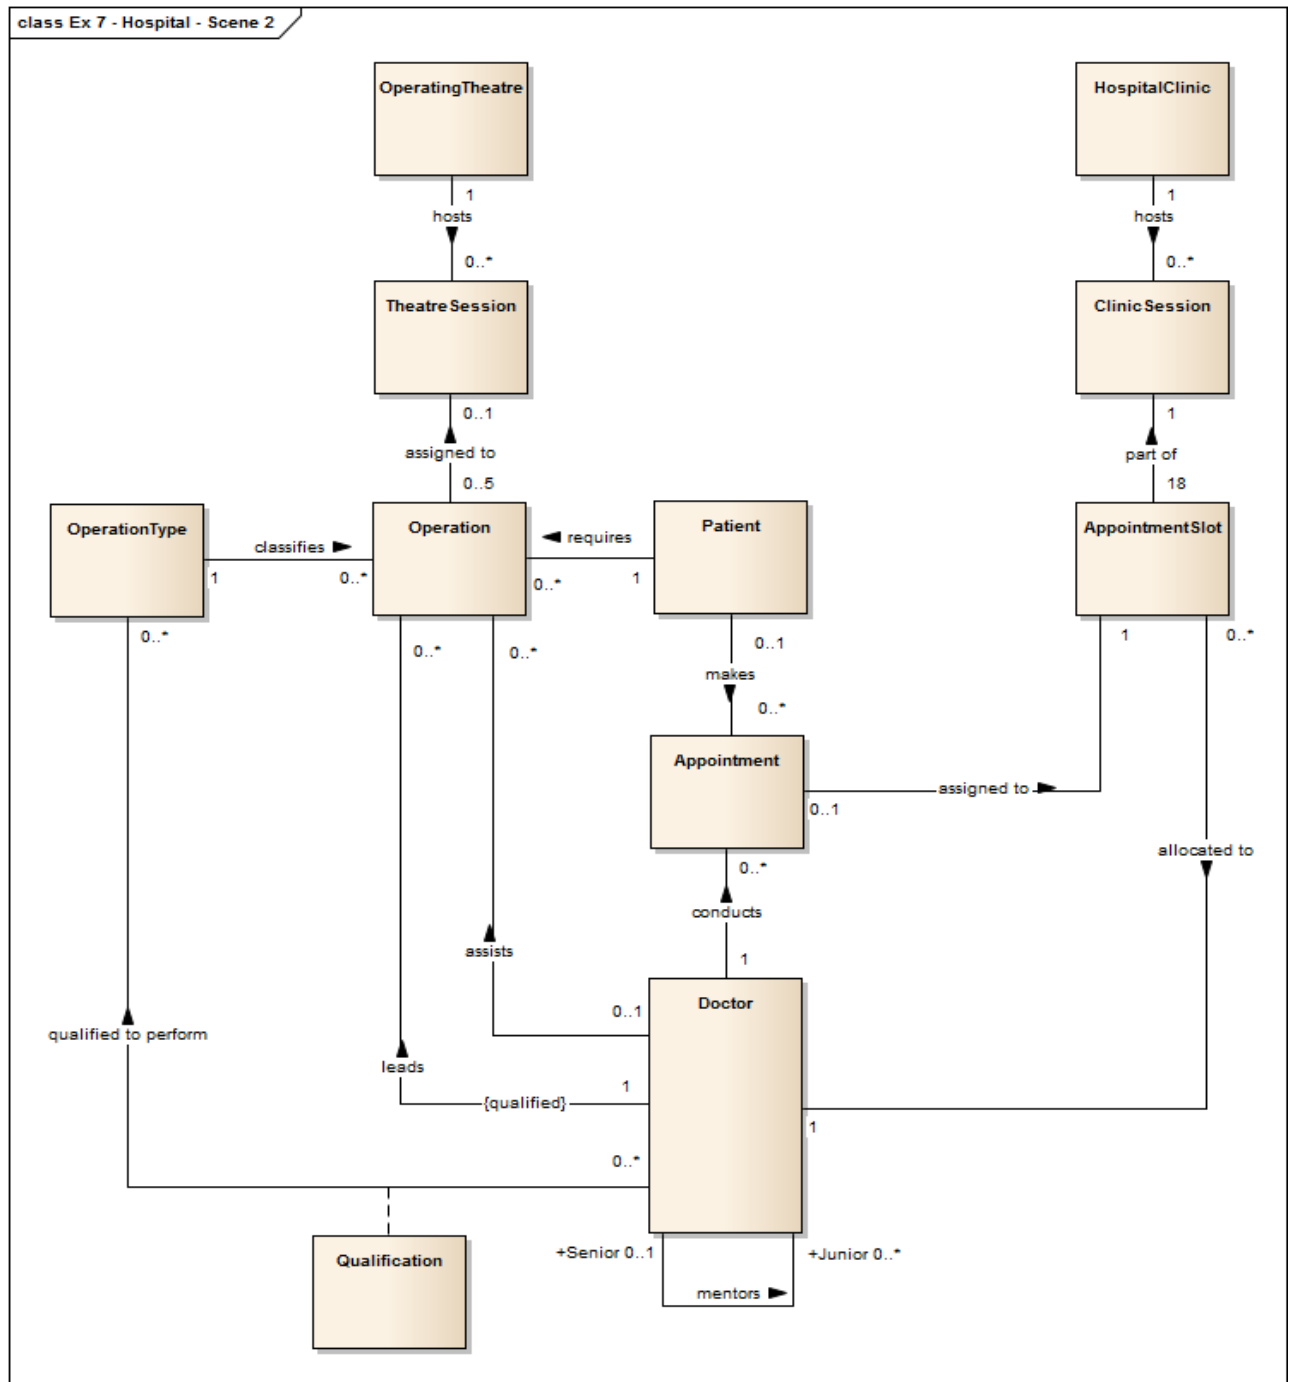 class Ex 7 - Hospital - Scene 2
OperatingTheatre
HospitalClinic
1
1
hosts
hosts
0..*
0..*
TheatreSession
ClinicSession
0..1
1
assigned to
part of
0..5
18
OperationType
Operation
Patient
AppointmentSlot
classifies
requires
1
0..*
0..*
1
0..*
0..*
0..*
0..1
1
0..*
makes
0..*
Appointment
assigned to
0..1
allocated to
0..*
conducts
assists
1
Doctor
0..1
qualified to perform
leads
1
{qualified}
1
0..*
+Senior 0..1
+Junior 0..*
Qualification
mentors